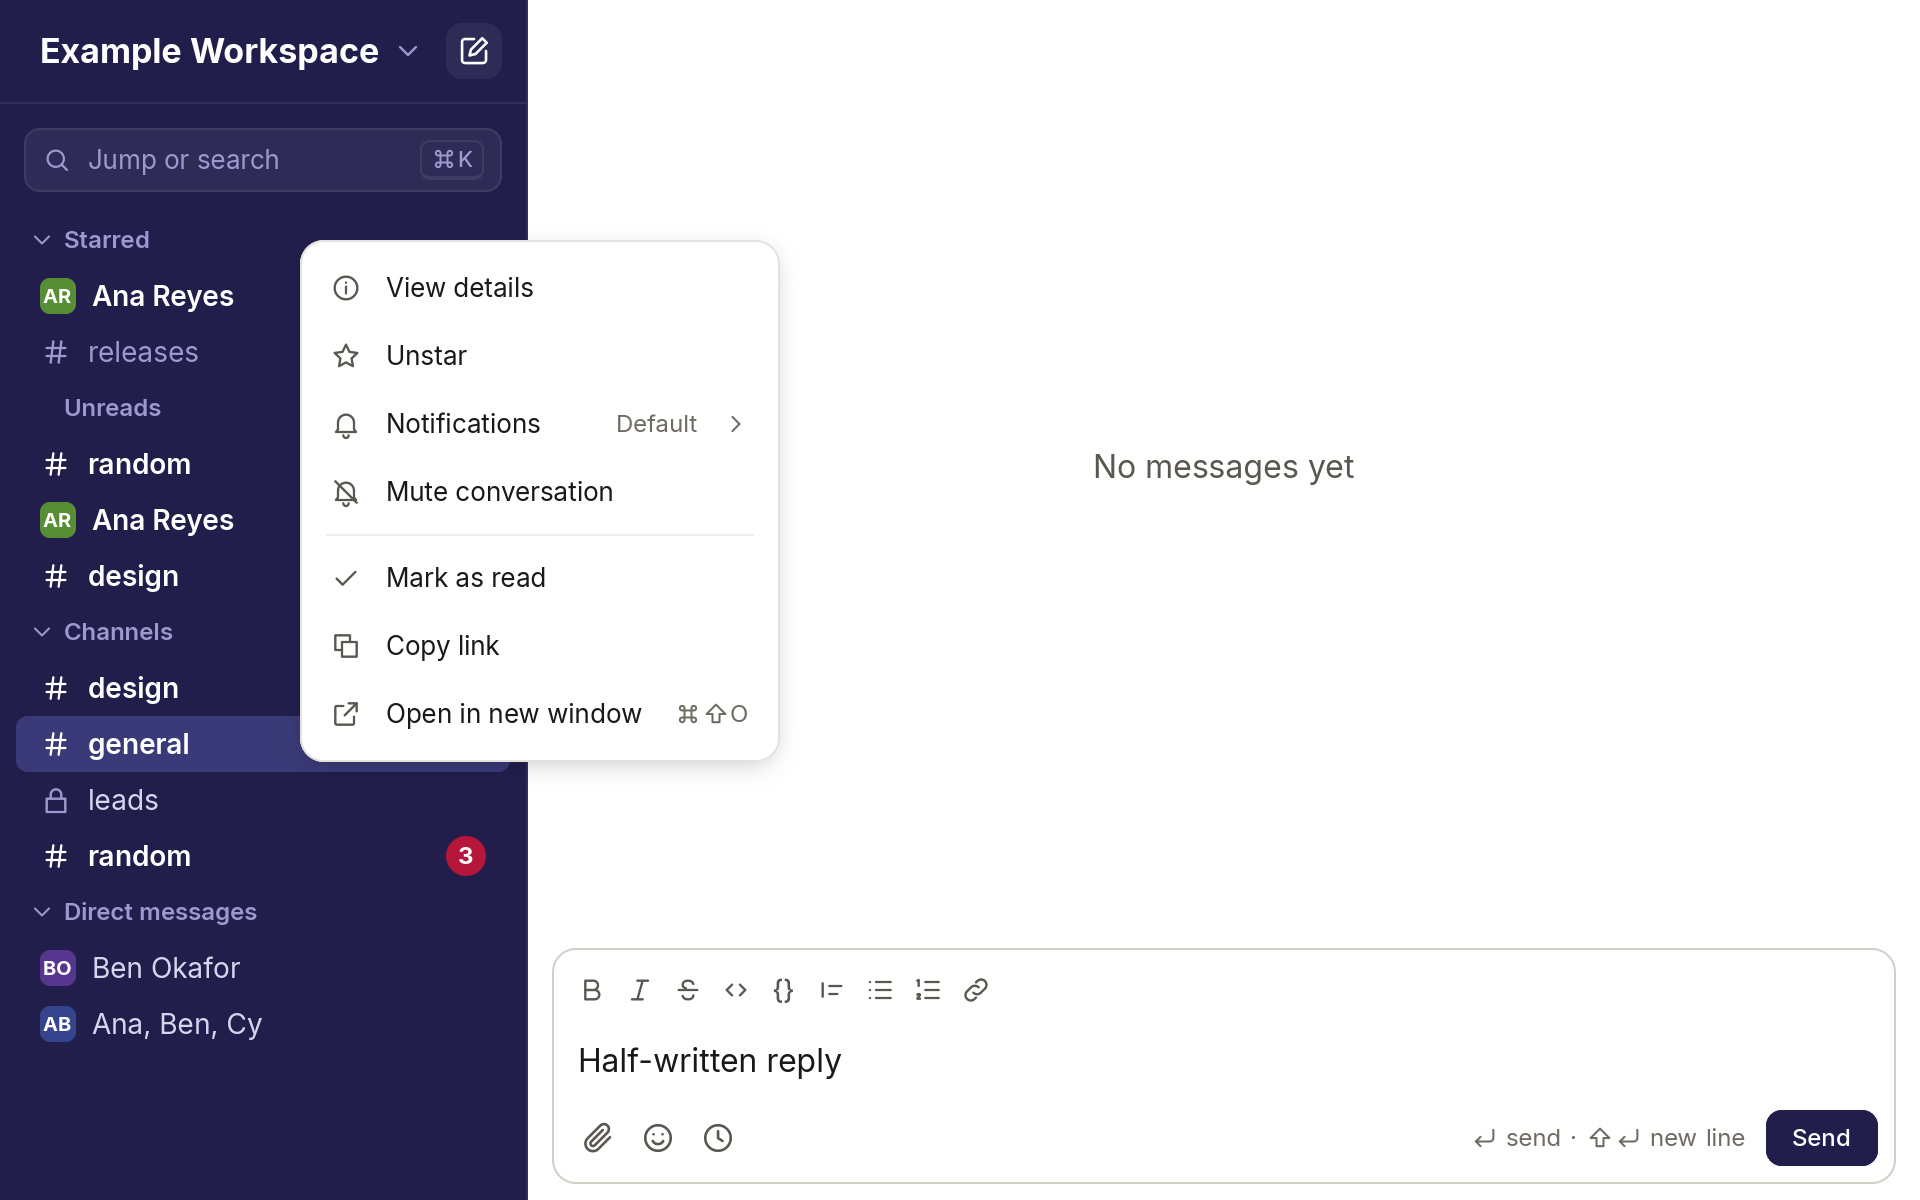 Example Workspace
Jump or search ⌘K
Starred
AR Ana Reyes
# releases
Unreads
# random
AR Ana Reyes
# design
Channels
# design
# general
leads
# random 3
Direct messages
BO Ben Okafor
AB Ana, Ben, Cy
View details
Unstar
Notifications Default
Mute conversation
Mark as read
Copy link
Open in new window ⌘⇧O
No messages yet
Half-written reply
↵ send · ⇧↵ new line
Send